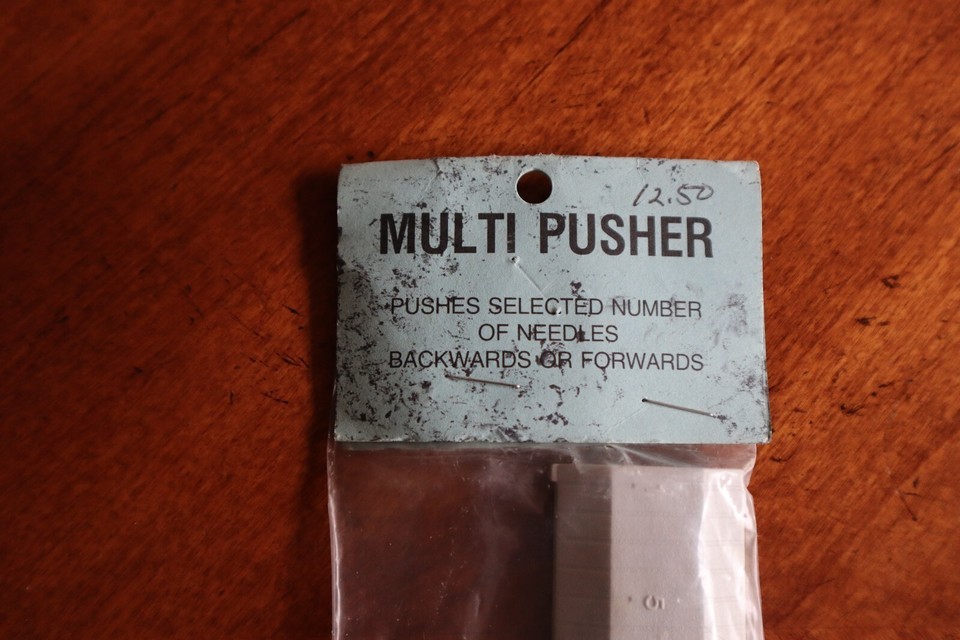 12.50
MULTI PUSHER
PUSHES SELECTED NUMBER
OF NEEDLES
BACKWARDS OR FORWARDS